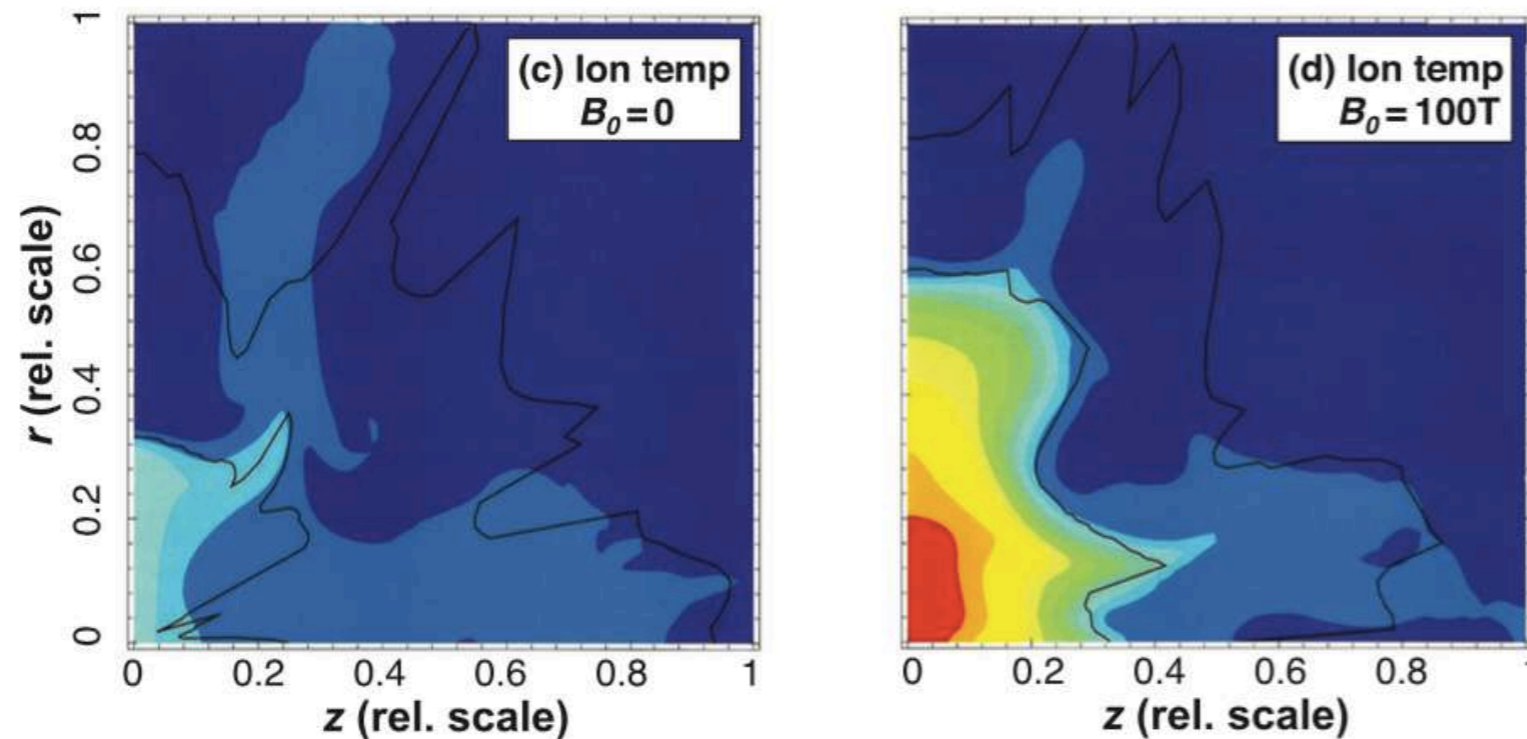 (c) Ion temp
B₀ = 0
r (rel. scale)
1
0.8
0.6
0.4
0.2
0
0 0.2 0.4 0.6 0.8 1
z (rel. scale)
(d) Ion temp
B₀ = 100T
0 0.2 0.4 0.6 0.8
z (rel. scale)